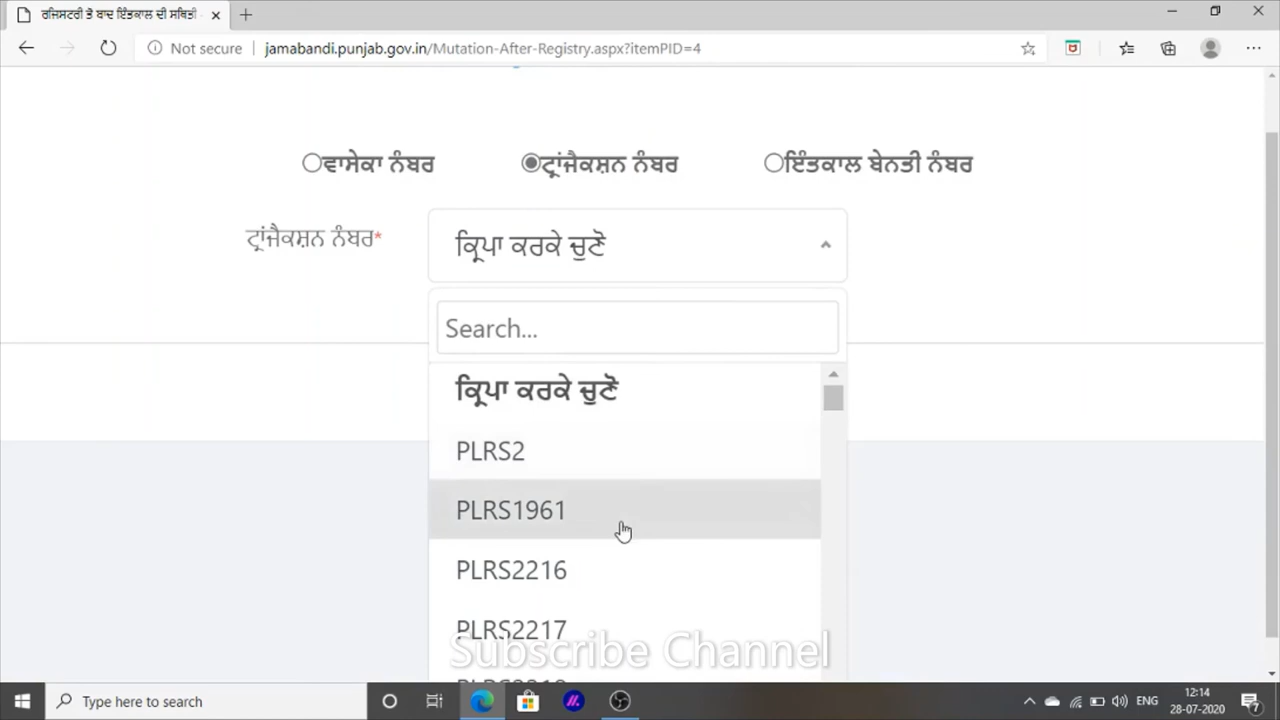 ਰਜਿਸਟਰੀ ਤੋ ਬਾਦ ਇੰਤਕਾਲ ਦੀ ਸਥਿਤੀ
Not secure
jamabandi.punjab.gov.in/Mutation-After-Registry.aspx?itemPID=4
ਵਾਸੇਕਾ ਨੰਬਰ
ਟ੍ਰਾਂਜੈਕਸ਼ਨ ਨੰਬਰ
ਇੰਤਕਾਲ ਬੇਨਤੀ ਨੰਬਰ
ਟ੍ਰਾਂਜੈਕਸ਼ਨ ਨੰਬਰ*
ਕ੍ਰਿਪਾ ਕਰਕੇ ਚੁਣੋ
Search...
ਕ੍ਰਿਪਾ ਕਰਕੇ ਚੁਣੋ
PLRS2
PLRS1961
PLRS2216
PLRS2217
Subscribe Channel
Type here to search
ENG
12:14
28-07-2020
7